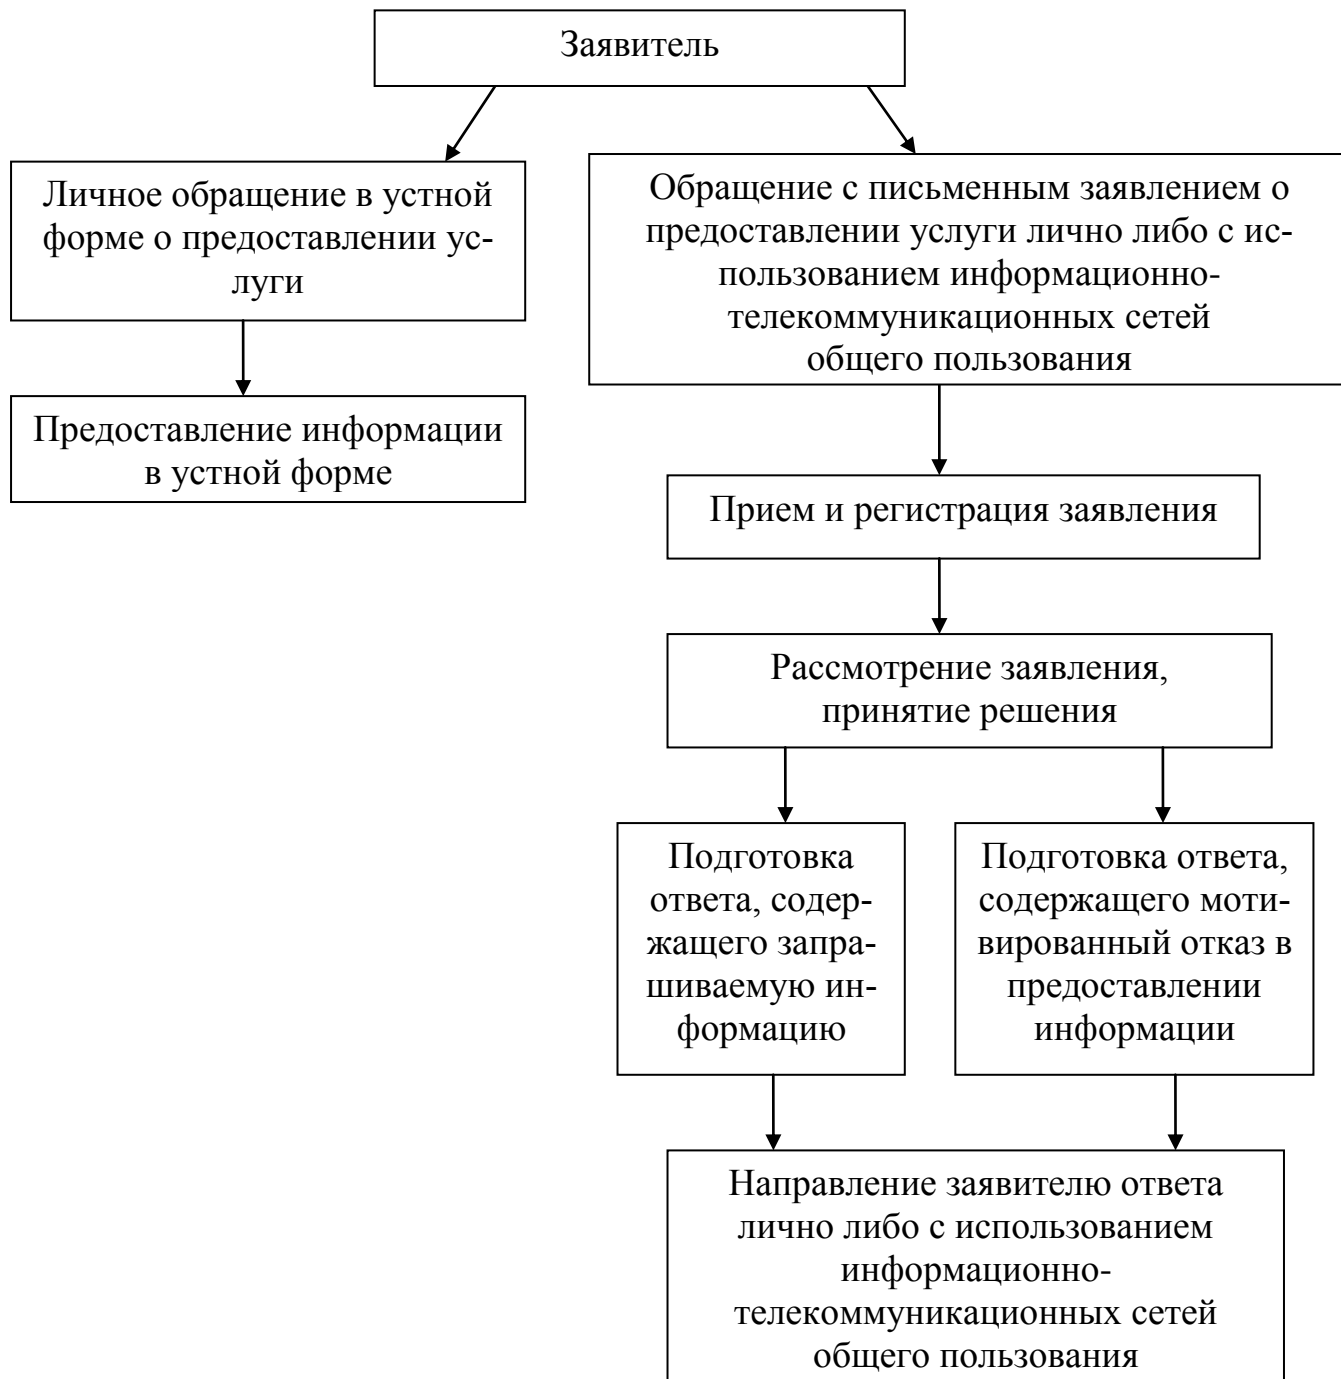 Заявитель
Личное обращение в устной
форме о предоставлении ус-
луги
Обращение с письменным заявлением о
предоставлении услуги лично либо с ис-
пользованием информационно-
телекоммуникационных сетей
общего пользования
Предоставление информации
в устной форме
Прием и регистрация заявления
Рассмотрение заявления,
принятие решения
Подготовка
ответа, содер-
жащего запра-
шиваемую ин-
формацию
Подготовка ответа,
содержащего моти-
вированный отказ в
предоставлении
информации
Направление заявителю ответа
лично либо с использованием
информационно-
телекоммуникационных сетей
общего пользования